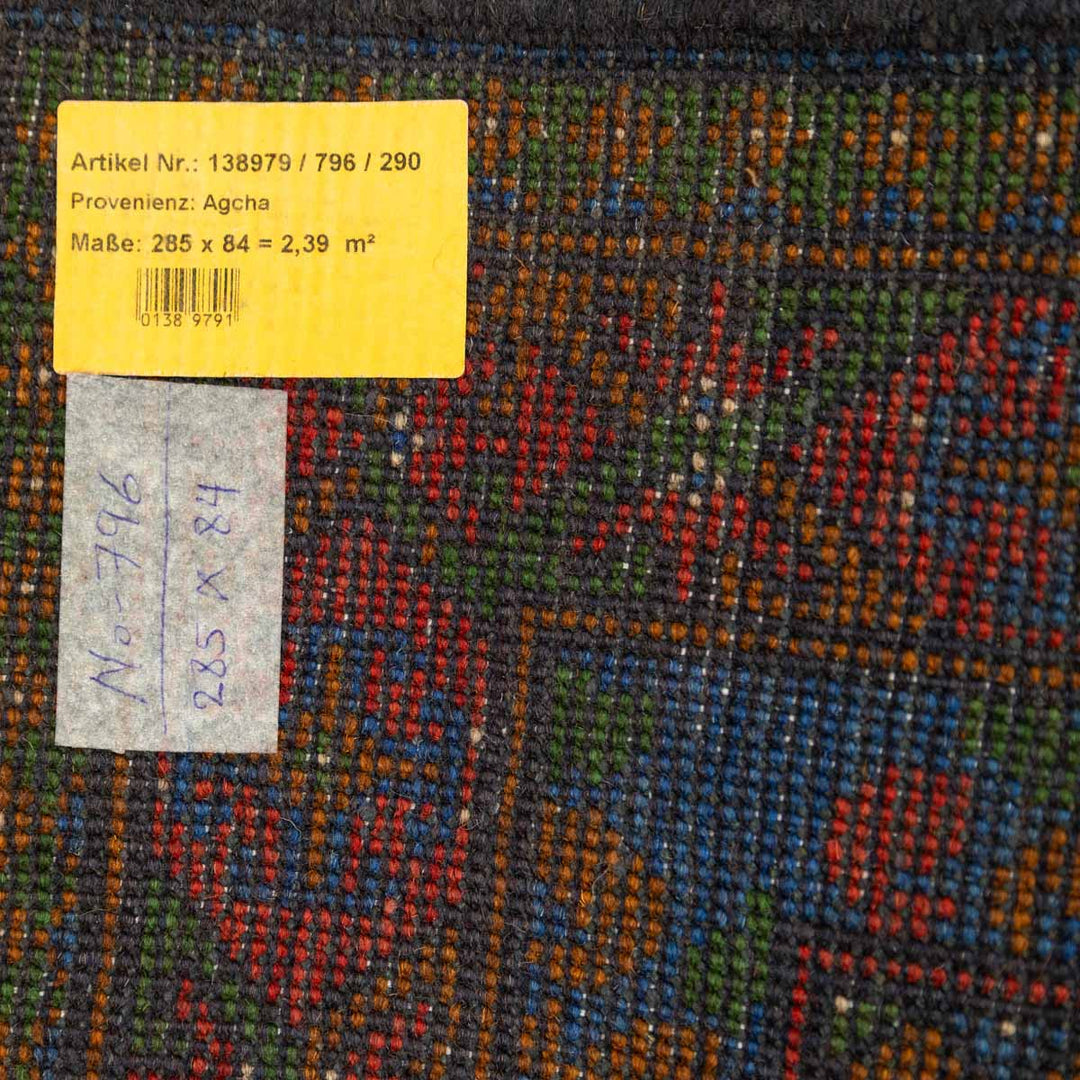 Artikel Nr.: 138979 / 796 / 290
Provenienz: Agcha
Maße: 285 x 84 = 2,39 m²
0138 9791
No-796
285 x 84